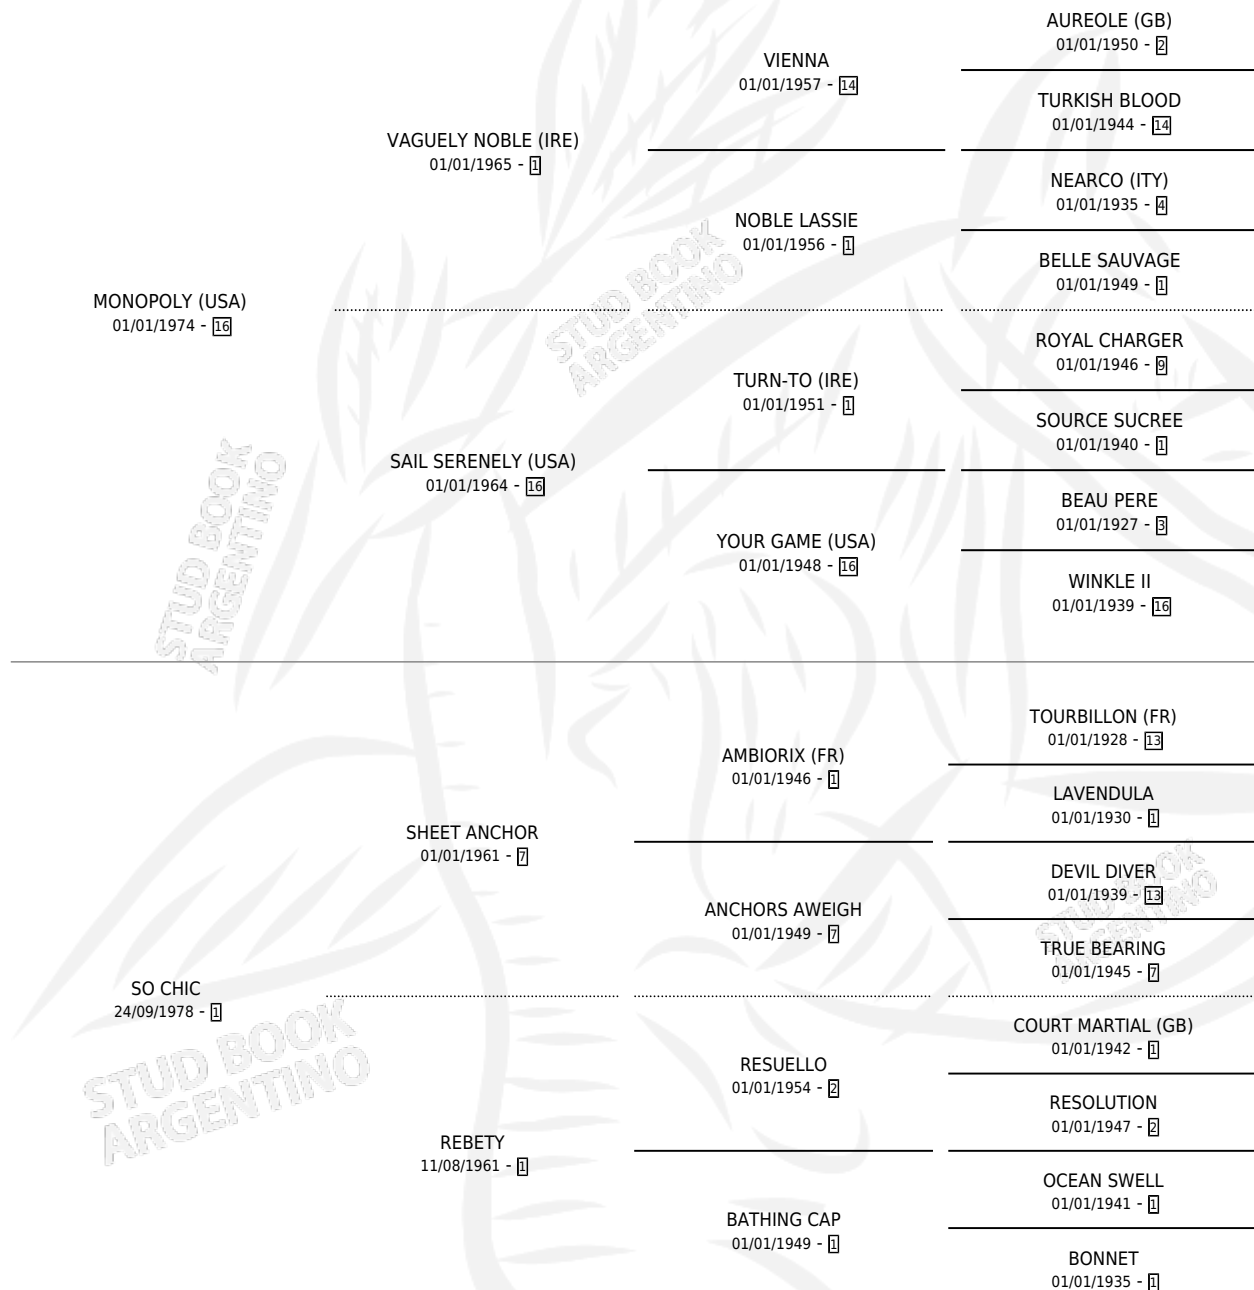 AUREOLE (GB)
01/01/1950 - 2
VIENNA
01/01/1957 - 14
TURKISH BLOOD
01/01/1944 - 14
VAGUELY NOBLE (IRE)
01/01/1965 - 1
NEARCO (ITY)
01/01/1935 - 4
NOBLE LASSIE
01/01/1956 - 1
BELLE SAUVAGE
01/01/1949 - 1
MONOPOLY (USA)
01/01/1974 - 16
ROYAL CHARGER
01/01/1946 - 9
TURN-TO (IRE)
01/01/1951 - 1
SOURCE SUCREE
01/01/1940 - 1
SAIL SERENELY (USA)
01/01/1964 - 16
BEAU PERE
01/01/1927 - 3
YOUR GAME (USA)
01/01/1948 - 16
WINKLE II
01/01/1939 - 16
STUD BOOK
ARGENTINO
STUD BOOK
ARGENTINO
TOURBILLON (FR)
01/01/1928 - 13
AMBIORIX (FR)
01/01/1946 - 1
LAVENDULA
01/01/1930 - 1
SHEET ANCHOR
01/01/1961 - 7
DEVIL DIVER
01/01/1939 - 13
ANCHORS AWEIGH
01/01/1949 - 7
TRUE BEARING
01/01/1945 - 7
STUD BOOK
ARGENTINO
SO CHIC
24/09/1978 - 1
COURT MARTIAL (GB)
01/01/1942 - 1
RESUELLO
01/01/1954 - 2
RESOLUTION
01/01/1947 - 2
REBETY
11/08/1961 - 1
OCEAN SWELL
01/01/1941 - 1
BATHING CAP
01/01/1949 - 1
BONNET
01/01/1935 - 1
STUD BOOK
ARGENTINO